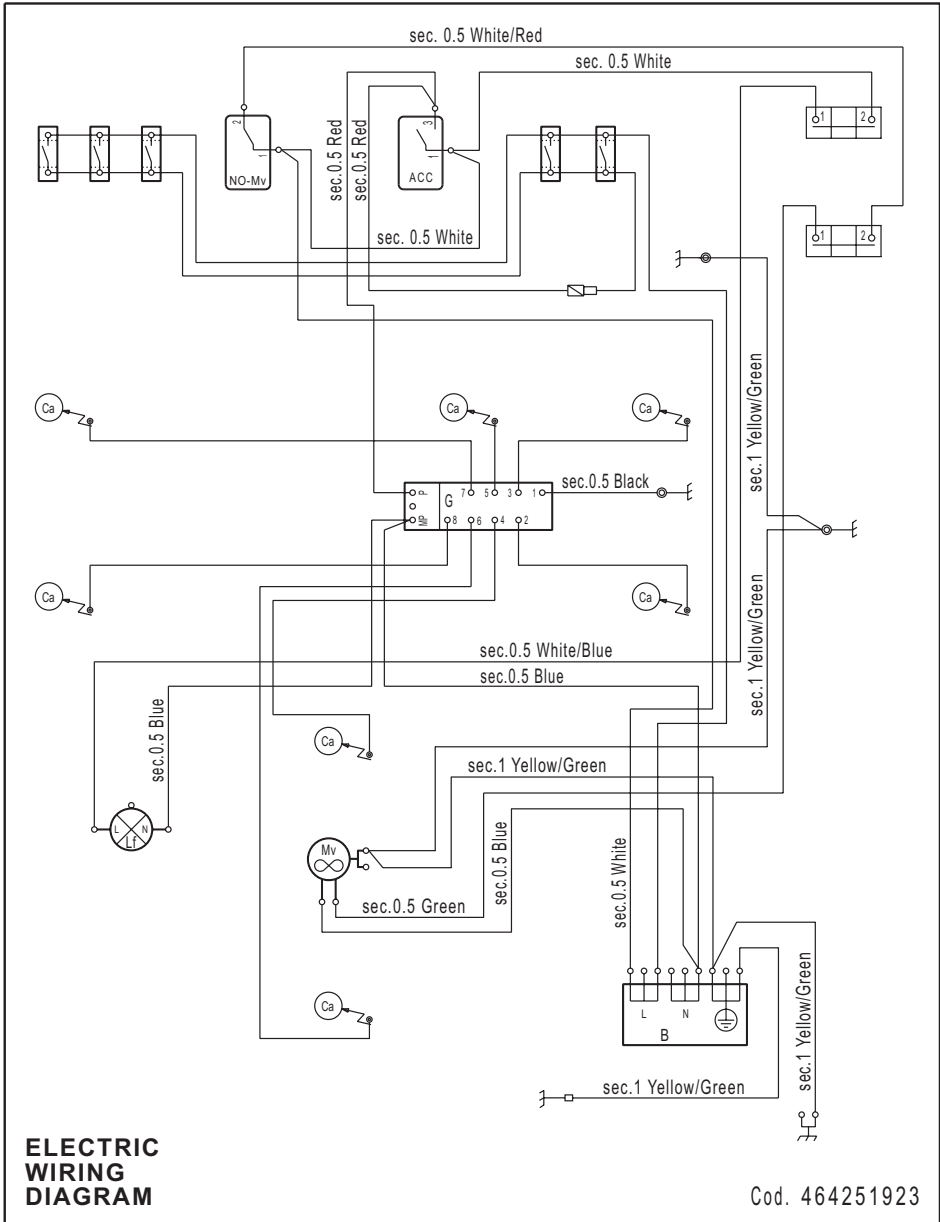 sec. 0.5 White/Red
sec. 0.5 White
1 2
2
1
NO-Mv
sec.0.5 Red
sec.0.5 Red
3
1
ACC
sec. 0.5 White
1 2
sec.1 Yellow/Green
Ca
Ca
Ca
P
G
7 5 3 1
sec.0.5 Black
MP
8 6 4 2
Ca
Ca
sec.0.5 White/Blue
sec.0.5 Blue
sec.1 Yellow/Green
sec.0.5 Blue
Ca
sec.1 Yellow/Green
L N
Lf
Mv
sec.0.5 Blue
sec.0.5 Green
sec.0.5 White
Ca
L N
B
sec.1 Yellow/Green
sec.1 Yellow/Green
ELECTRIC
WIRING
DIAGRAM
Cod. 464251923